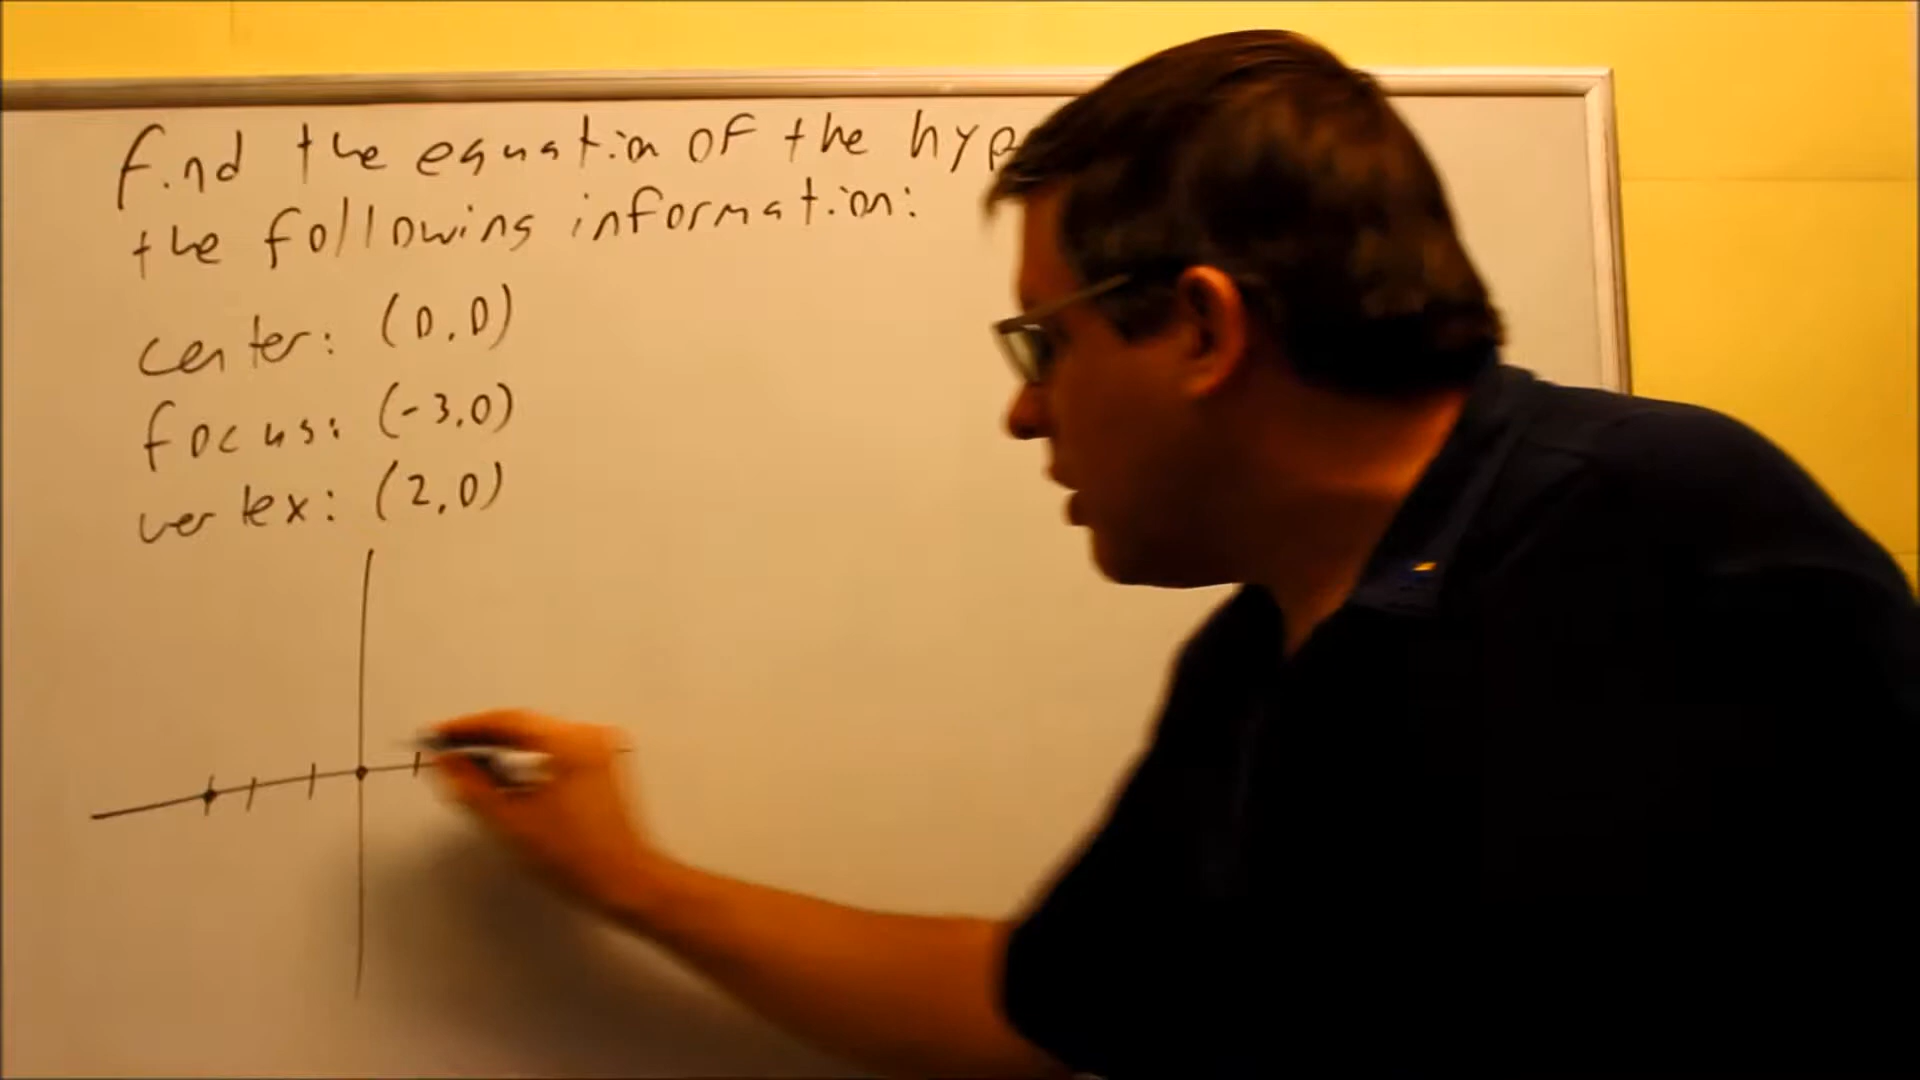 Find the equation of the hyp
the following information:
center: (0,0)
focus: (-3,0)
vertex: (2,0)